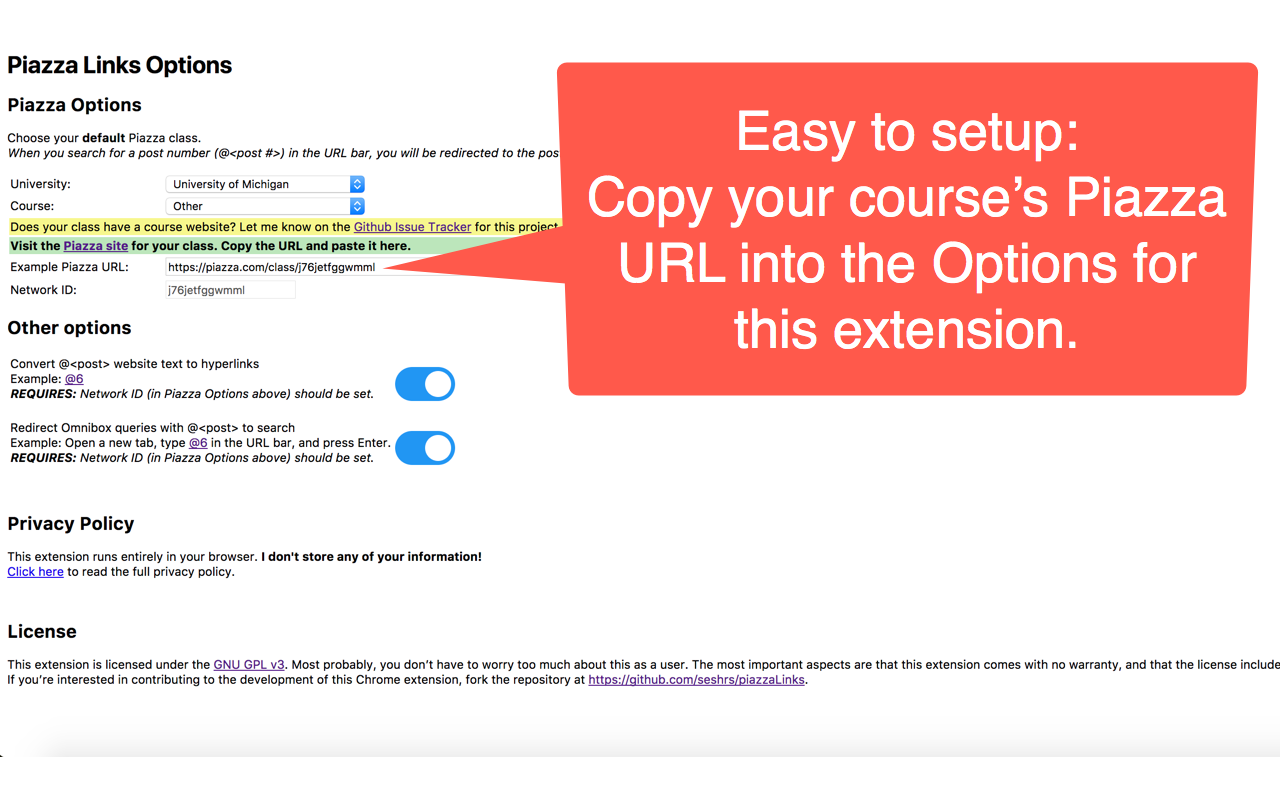 Piazza Links Options
Piazza Options
Choose your default Piazza class.
When you search for a post number (@<post #>) in the URL bar, you will be redirected to the pos
University:
University of Michigan
Course:
Other
Does your class have a course website? Let me know on the Github Issue Tracker for this project
Visit the Piazza site for your class. Copy the URL and paste it here.
Example Piazza URL:
https://piazza.com/class/j76jetfggwmml
Network ID:
j76jetfggwmml
Easy to setup:
Copy your course’s Piazza
URL into the Options for
this extension.
Other options
Convert @<post> website text to hyperlinks
Example: @6
REQUIRES: Network ID (in Piazza Options above) should be set.
Redirect Omnibox queries with @<post> to search
Example: Open a new tab, type @6 in the URL bar, and press Enter.
REQUIRES: Network ID (in Piazza Options above) should be set.
Privacy Policy
This extension runs entirely in your browser. I don't store any of your information!
Click here to read the full privacy policy.
License
This extension is licensed under the GNU GPL v3. Most probably, you don’t have to worry too much about this as a user. The most important aspects are that this extension comes with no warranty, and that the license include
If you’re interested in contributing to the development of this Chrome extension, fork the repository at https://github.com/seshrs/piazzaLinks.